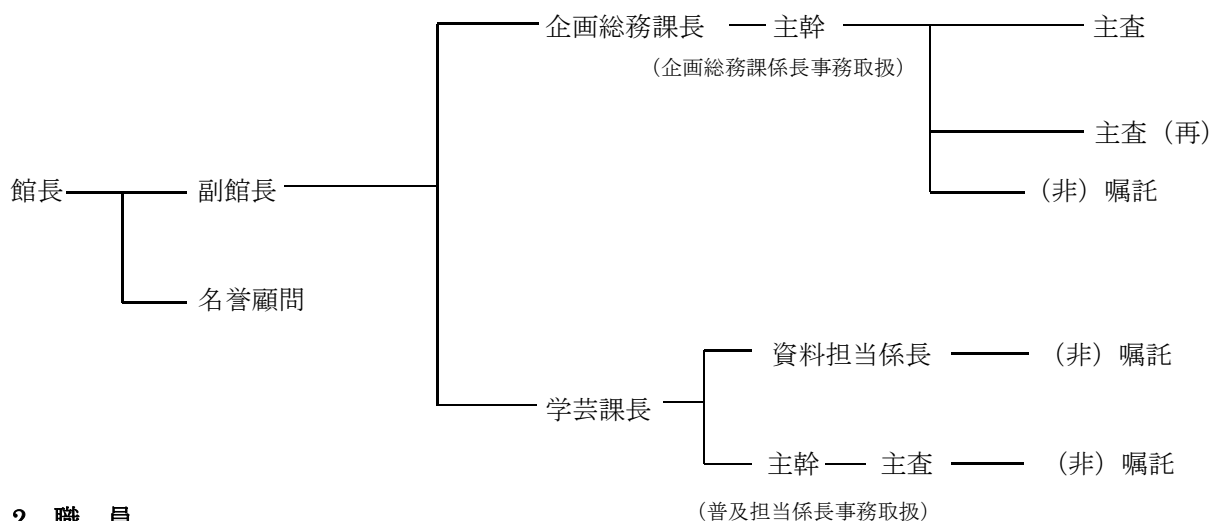 企画総務課長 主幹 主査
（企画総務課係長事務取扱）
主査（再）
館長 副館長 （非）嘱託
名誉顧問
資料担当係長 （非）嘱託
学芸課長
主幹 主査 （非）嘱託
（普及担当係長事務取扱）
2 職 員